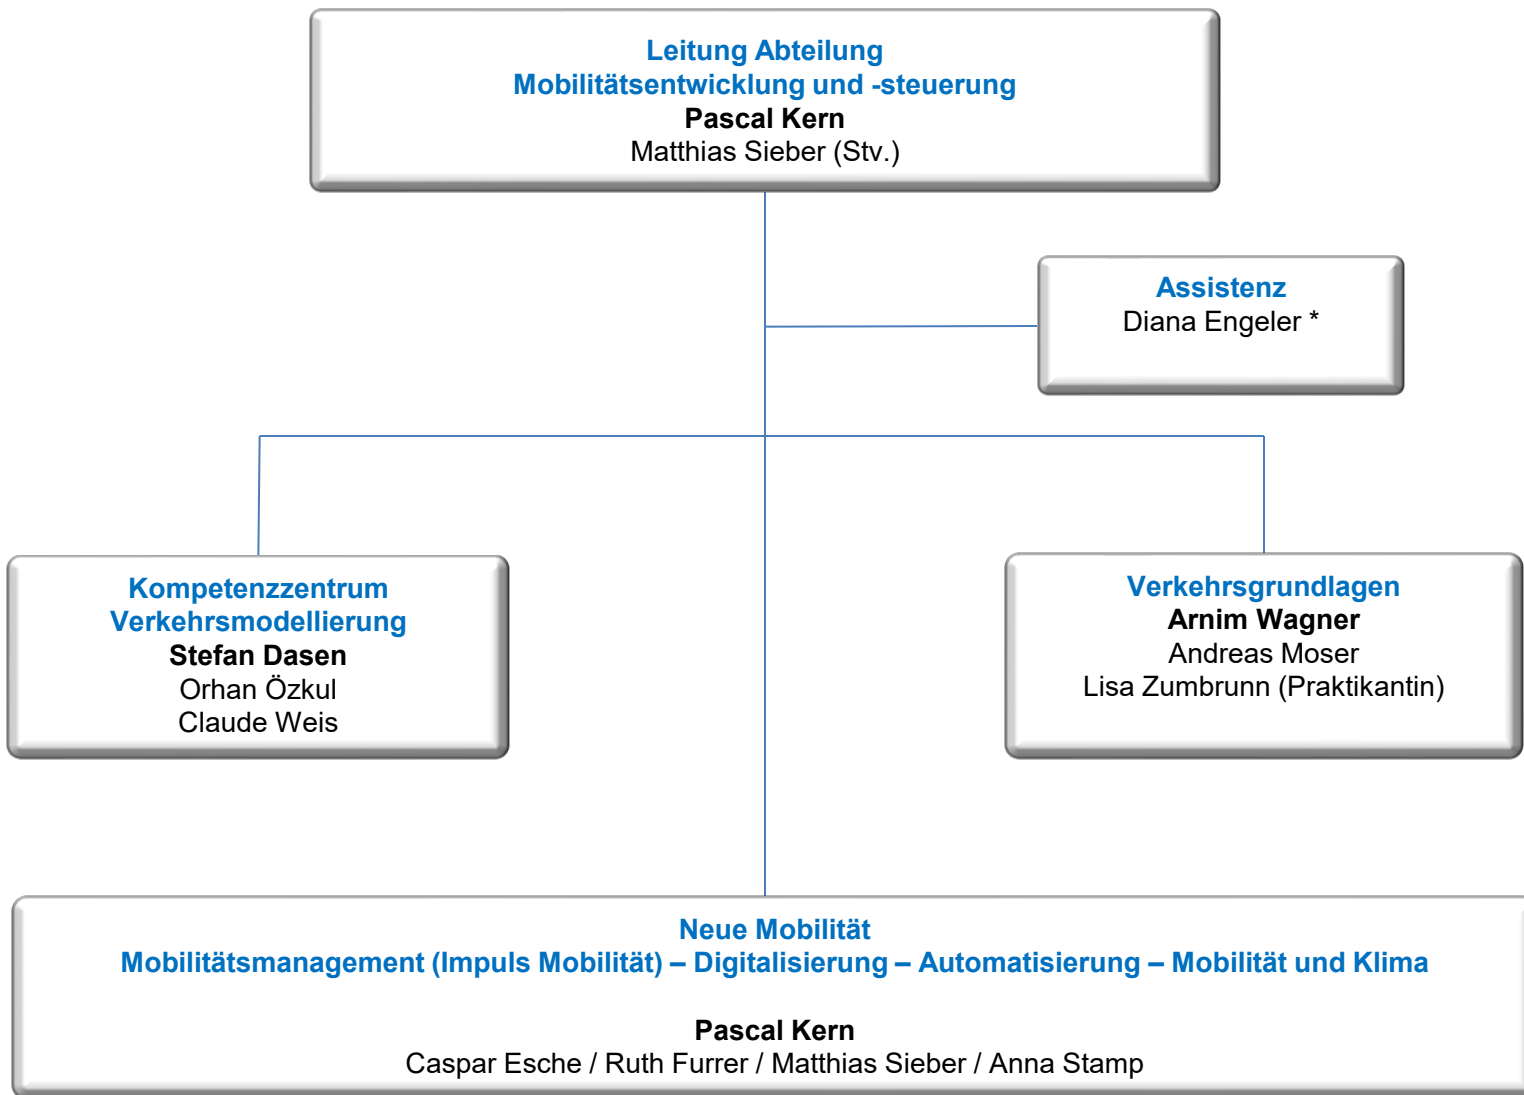 Leitung Abteilung
Mobilitätsentwicklung und -steuerung
Pascal Kern
Matthias Sieber (Stv.)
Assistenz
Diana Engeler *
Kompetenzzentrum
Verkehrsmodellierung
Stefan Dasen
Orhan Özkul
Claude Weis
Verkehrsgrundlagen
Arnim Wagner
Andreas Moser
Lisa Zumbrunn (Praktikantin)
Neue Mobilität
Mobilitätsmanagement (Impuls Mobilität) – Digitalisierung – Automatisierung – Mobilität und Klima
Pascal Kern
Caspar Esche / Ruth Furrer / Matthias Sieber / Anna Stamp